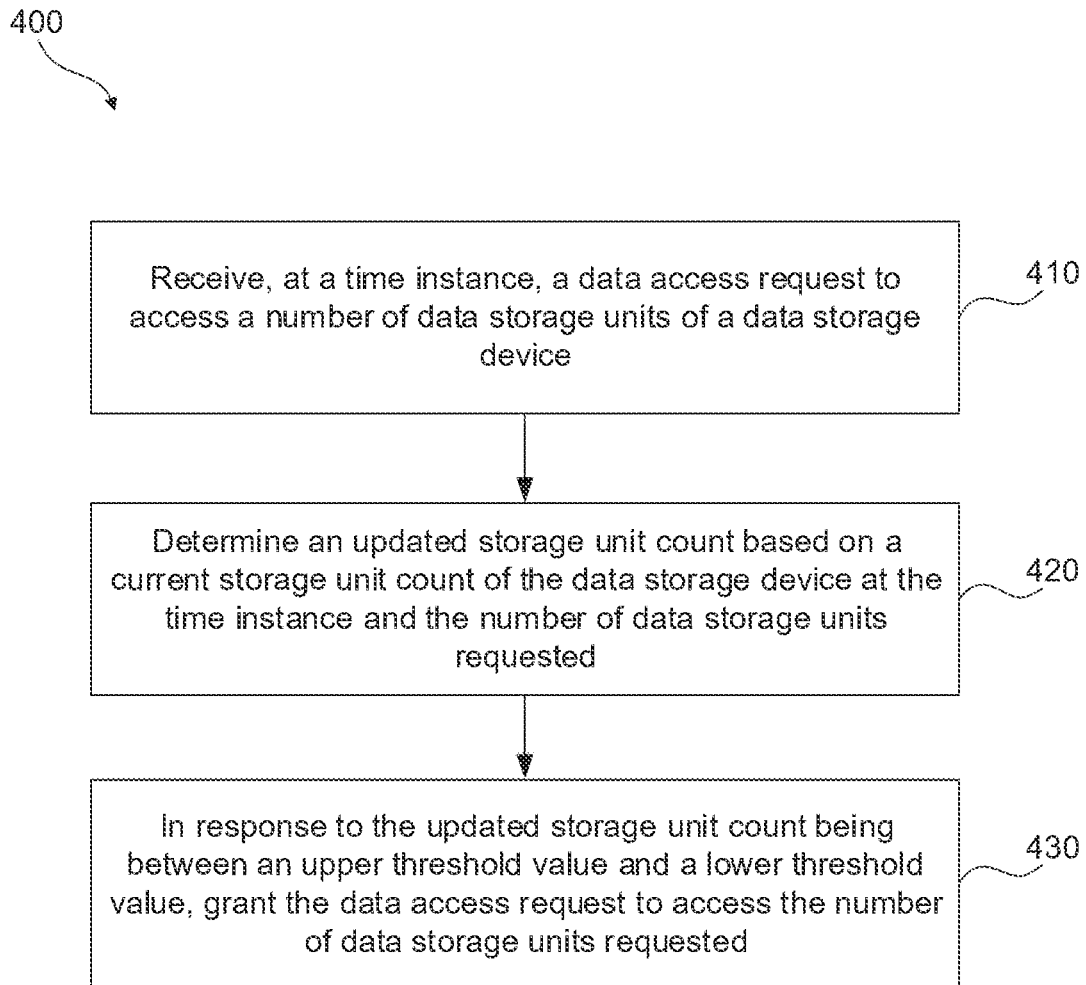 400
Receive, at a time instance, a data access request to
access a number of data storage units of a data storage
device
410
Determine an updated storage unit count based on a
current storage unit count of the data storage device at the
time instance and the number of data storage units
requested
420
In response to the updated storage unit count being
between an upper threshold value and a lower threshold
value, grant the data access request to access the number
of data storage units requested
430